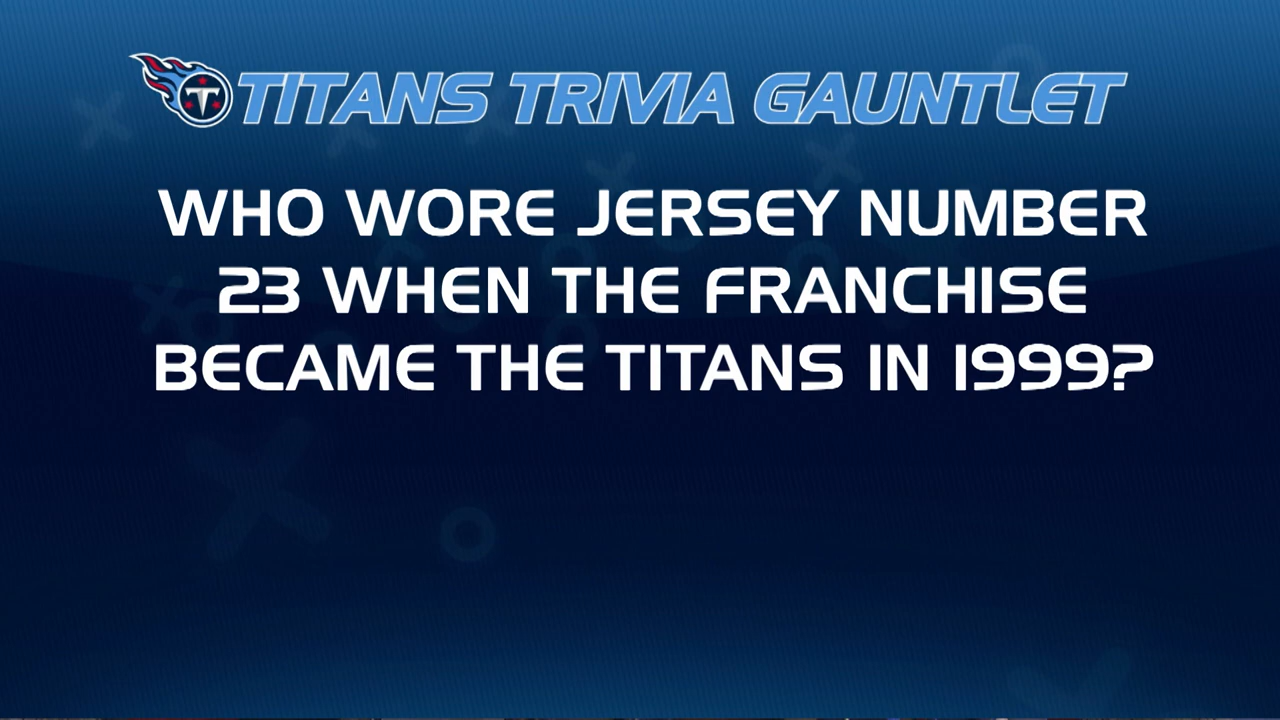 TITANS TRIVIA GAUNTLET
WHO WORE JERSEY NUMBER
23 WHEN THE FRANCHISE
BECAME THE TITANS IN 1999?